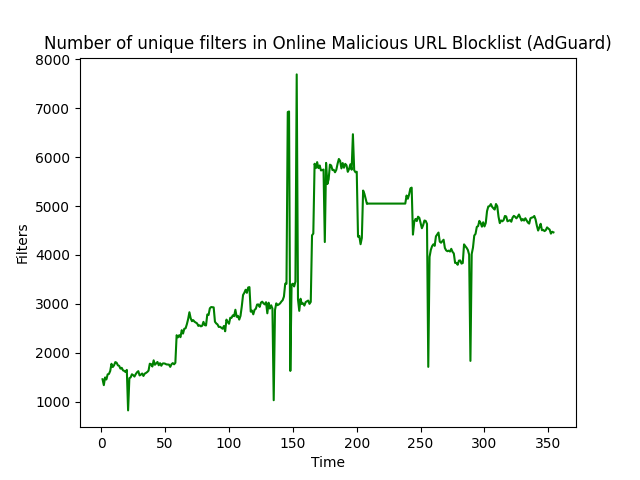 Number of unique filters in Online Malicious URL Blocklist (AdGuard)
8000
7000
6000
5000
4000
3000
2000
1000
Filters
0 50 100 150 200 250 300 350
Time